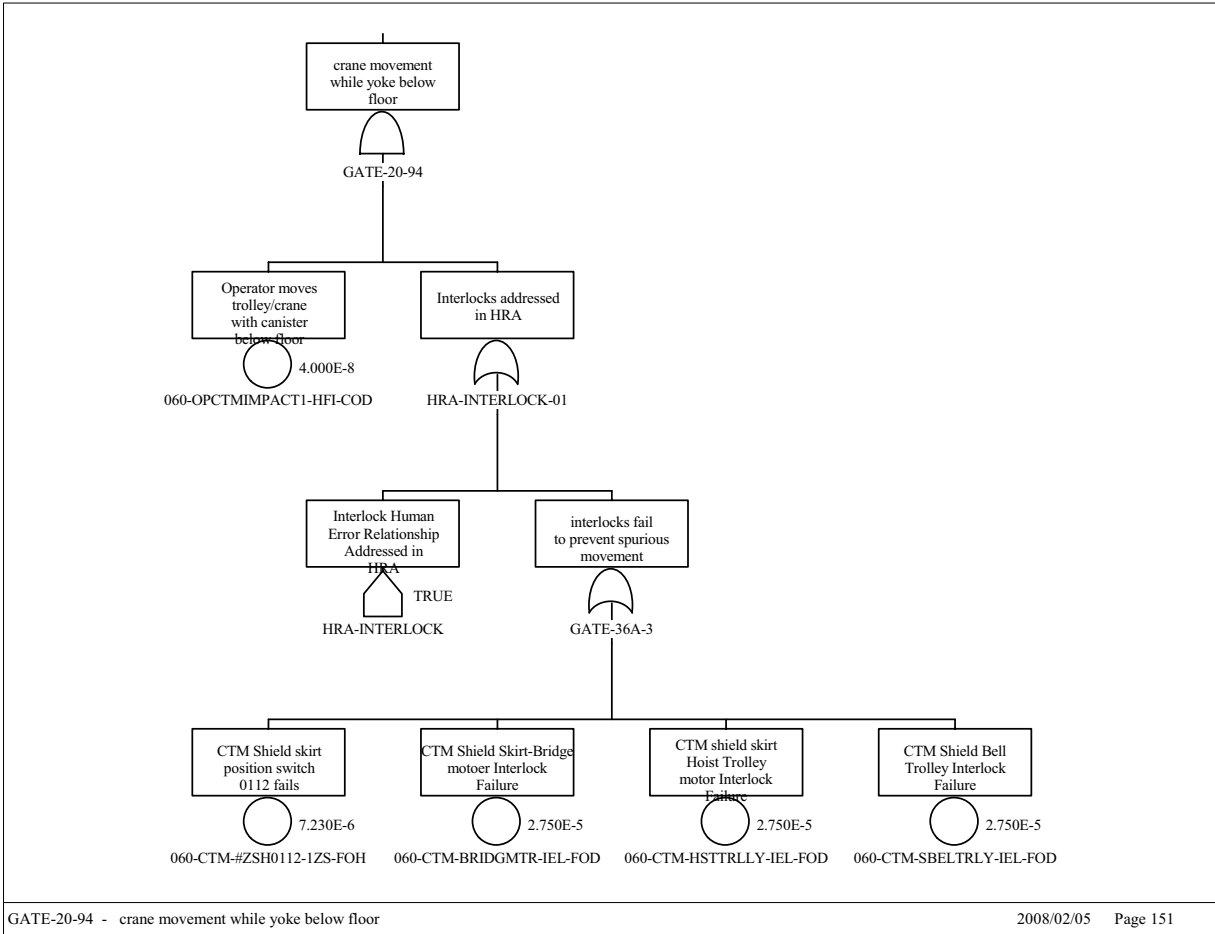 crane movement
while yoke below
floor
GATE-20-94
Operator moves
trolley/crane
with canister
below floor
4.000E-8
060-OPCTMIMPACT1-HFI-COD
Interlocks addressed
in HRA
HRA-INTERLOCK-01
Interlock Human
Error Relationship
Addressed in
HRA
TRUE
HRA-INTERLOCK
interlocks fail
to prevent spurious
movement
GATE-36A-3
CTM Shield skirt
position switch
0112 fails
7.230E-6
060-CTM-#ZSH0112-1ZS-FOH
CTM Shield Skirt-Bridge
motoer Interlock
Failure
2.750E-5
060-CTM-BRIDGMTR-IEL-FOD
CTM shield skirt
Hoist Trolley
motor Interlock
Failure
2.750E-5
060-CTM-HSTTRLLY-IEL-FOD
CTM Shield Bell
Trolley Interlock
Failure
2.750E-5
060-CTM-SBELTRLY-IEL-FOD
GATE-20-94 - crane movement while yoke below floor
2008/02/05 Page 151